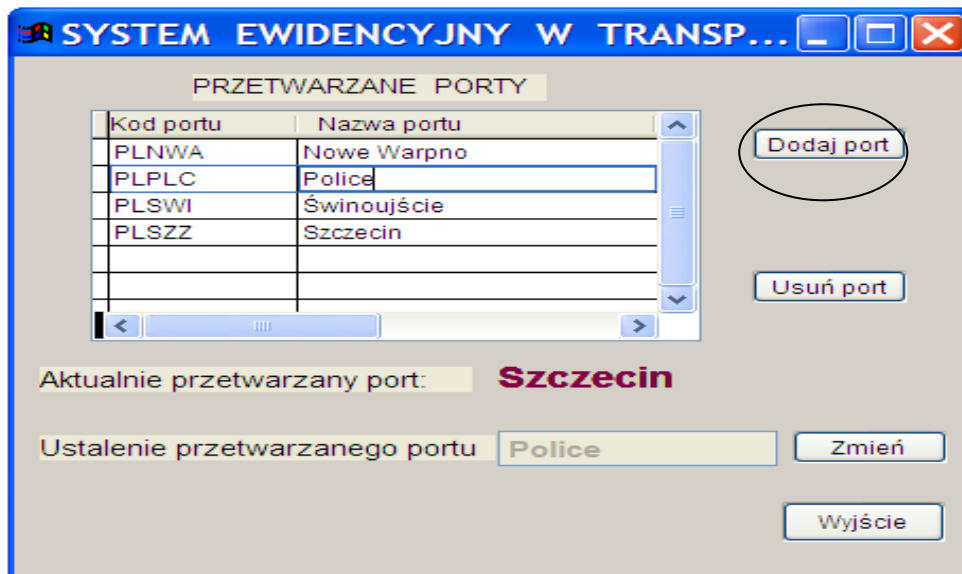 SYSTEM EWIDENCYJNY W TRANSP...
PRZETWARZANE PORTY
Kod portu Nazwa portu
PLNWA Nowe Warpno
PLPLC Police
PLSWI Świnoujście
PLSZZ Szczecin
Dodaj port
Usuń port
Aktualnie przetwarzany port: Szczecin
Ustalenie przetwarzanego portu Police Zmień
Wyjście